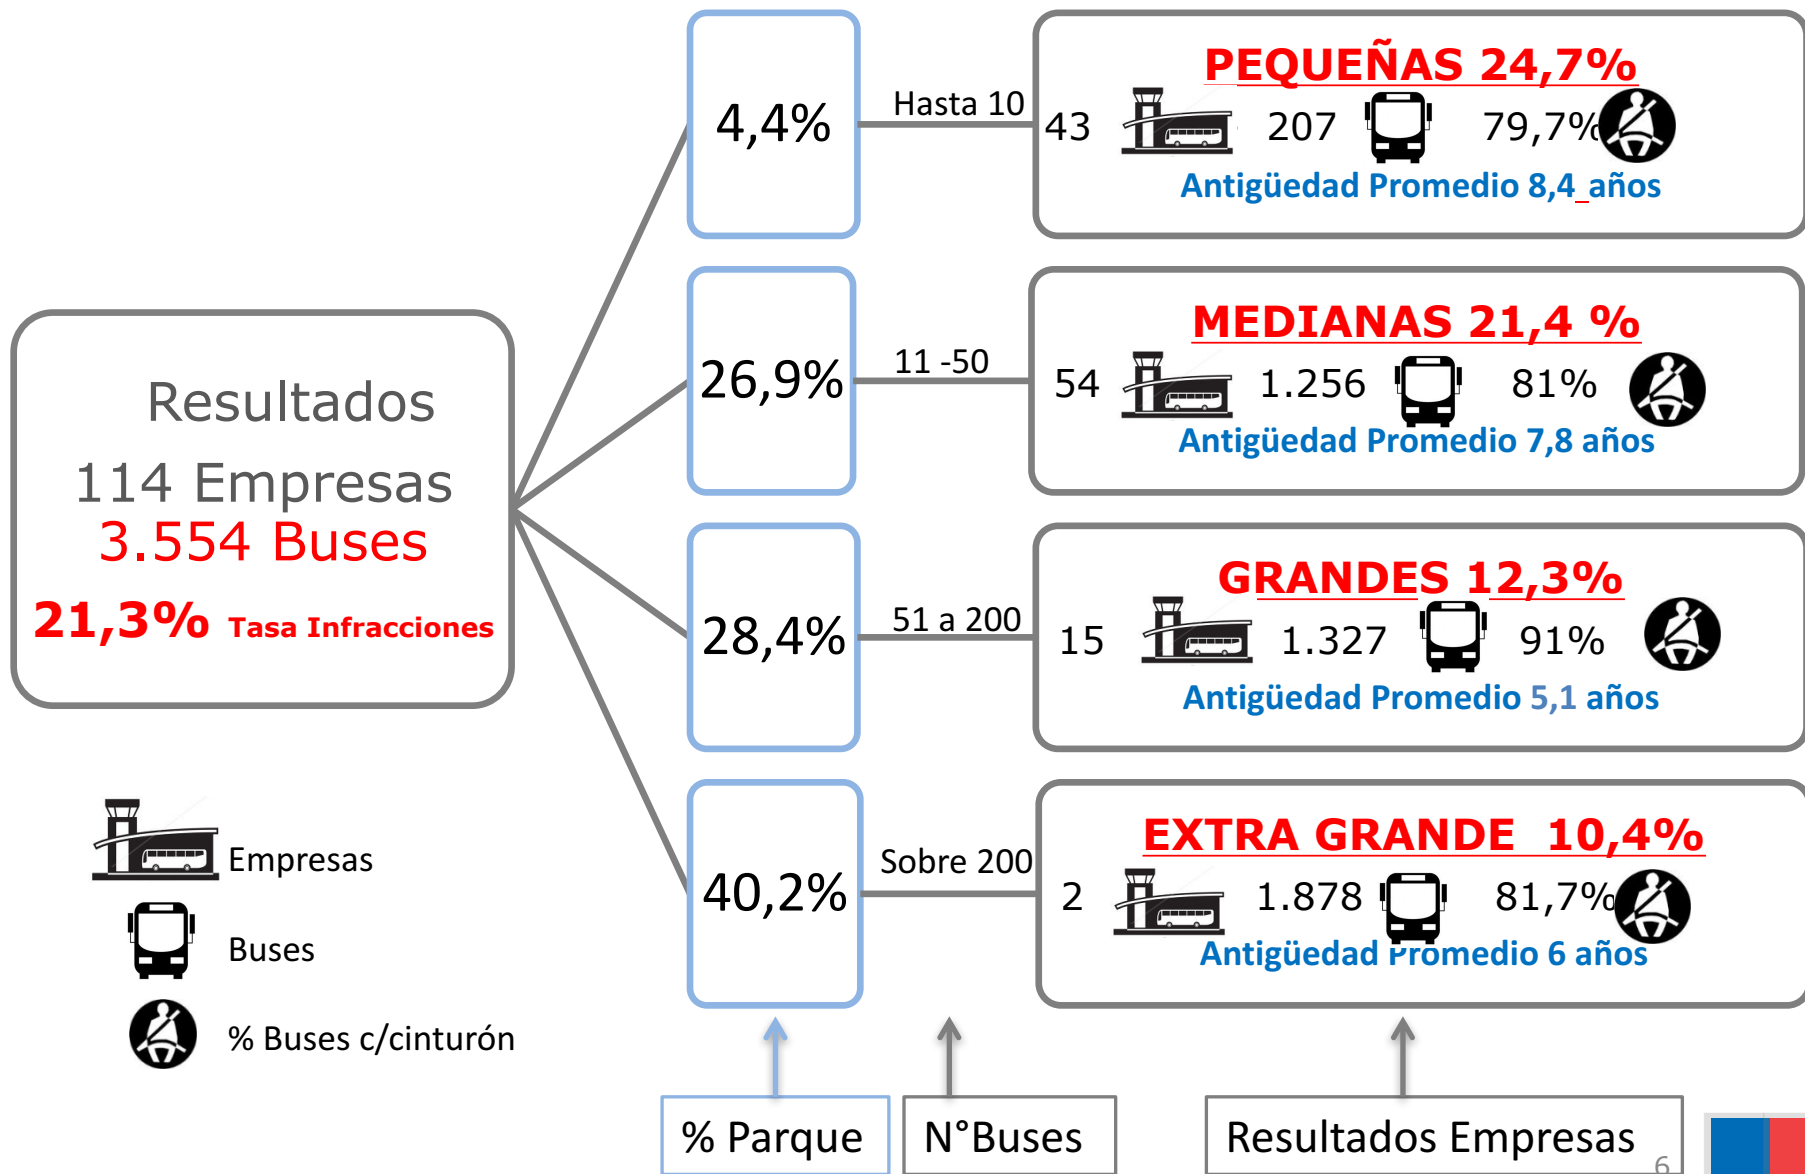 Resultados
114 Empresas
3.554 Buses
21,3% Tasa Infracciones
4,4%
Hasta 10
PEQUEÑAS 24,7%
43 207 79,7%
Antigüedad Promedio 8,4 años
26,9%
11 -50
MEDIANAS 21,4 %
54 1.256 81%
Antigüedad Promedio 7,8 años
28,4%
51 a 200
GRANDES 12,3%
15 1.327 91%
Antigüedad Promedio 5,1 años
40,2%
Sobre 200
EXTRA GRANDE 10,4%
2 1.878 81,7%
Antigüedad Promedio 6 años
Empresas
Buses
% Buses c/cinturón
% Parque
N°Buses
Resultados Empresas
6